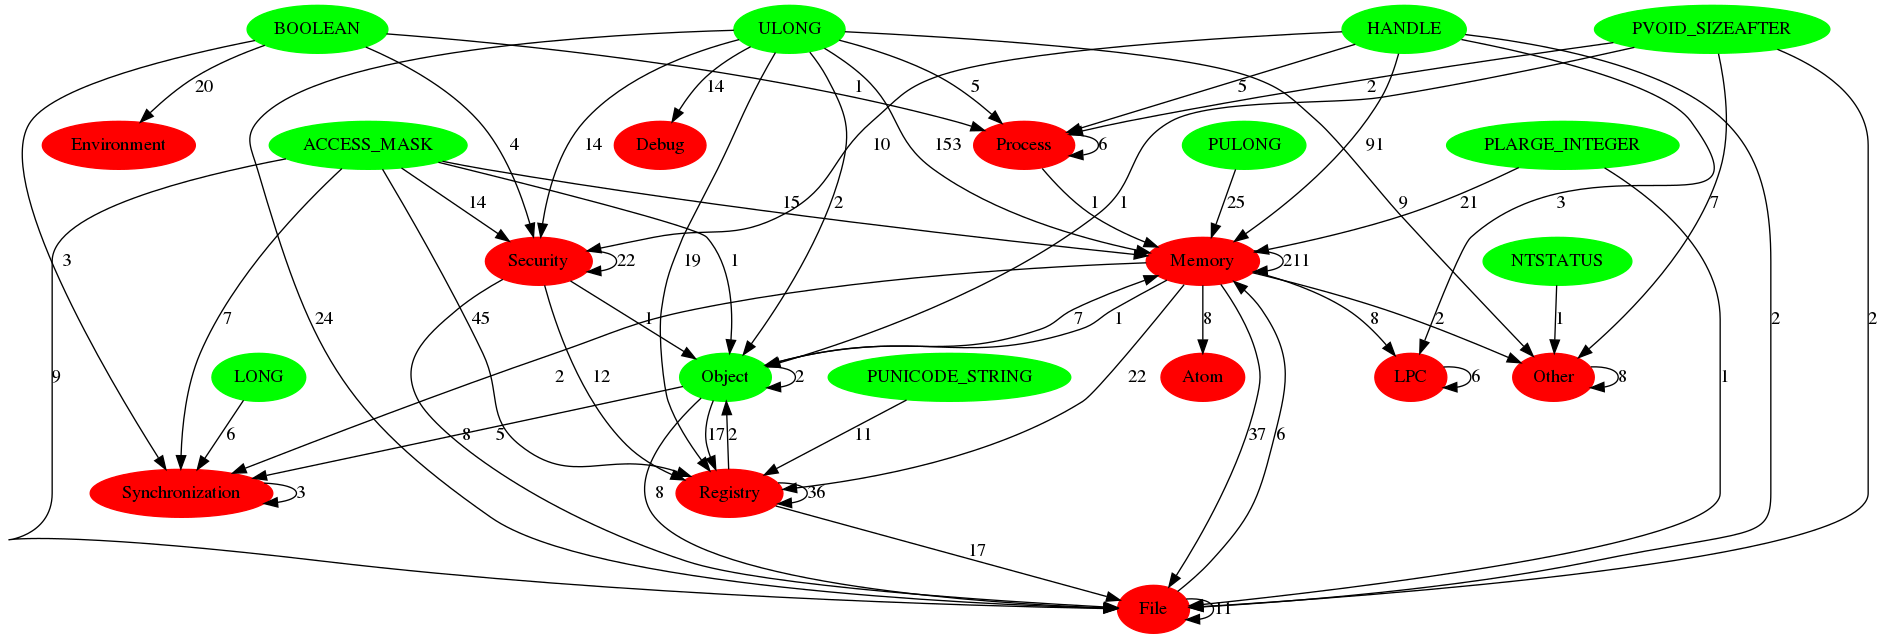 BOOLEAN
ULONG
HANDLE
PVOID_SIZEAFTER
20
14
5
1
5
2
Environment
ACCESS_MASK
4
14
Debug
10
153
Process
6
PULONG
91
PLARGE_INTEGER
14
15
2
1
1
25
9
21
3
7
3
Security
22
19
1
Memory
211
NTSTATUS
7
24
45
1
7
1
8
8
2
1
2
2
9
LONG
2
12
Object
2
PUNICODE_STRING
22
Atom
LPC
6
Other
8
1
6
8
5
17
2
11
37
6
Synchronization
3
8
Registry
36
17
File
11